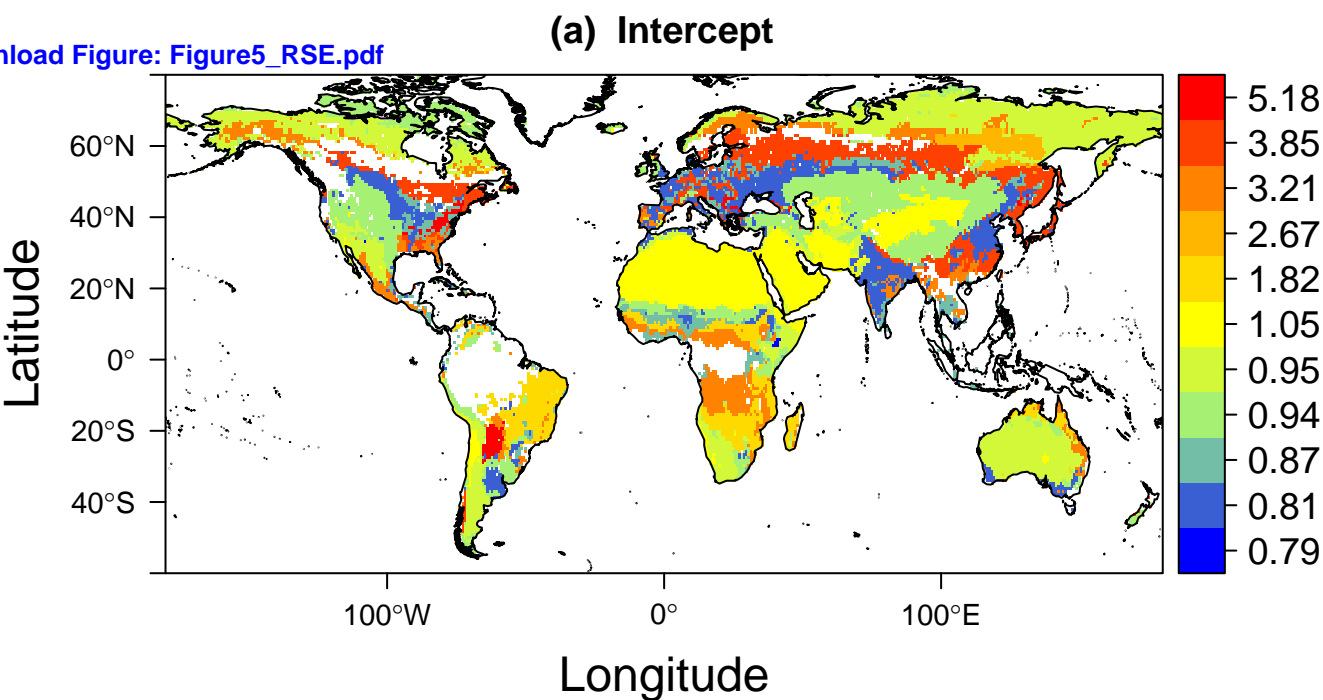 (a) Intercept
nload Figure: Figure5_RSE.pdf
Latitude
60°N
40°N
20°N
0°
20°S
40°S
100°W
0°
100°E
Longitude
5.18
3.85
3.21
2.67
1.82
1.05
0.95
0.94
0.87
0.81
0.79